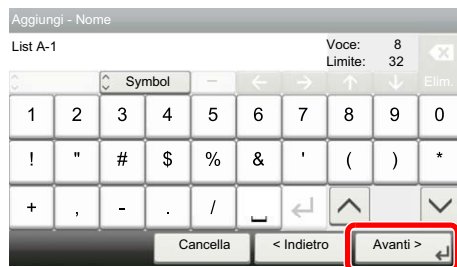 Aggiungi - Nome
List A-1
Voce: 8
Limite: 32
Symbol
Elim.
1 2 3 4 5 6 7 8 9 0
! " # $ % & ' ( ) *
+ , - . /
Cancella < Indietro Avanti >